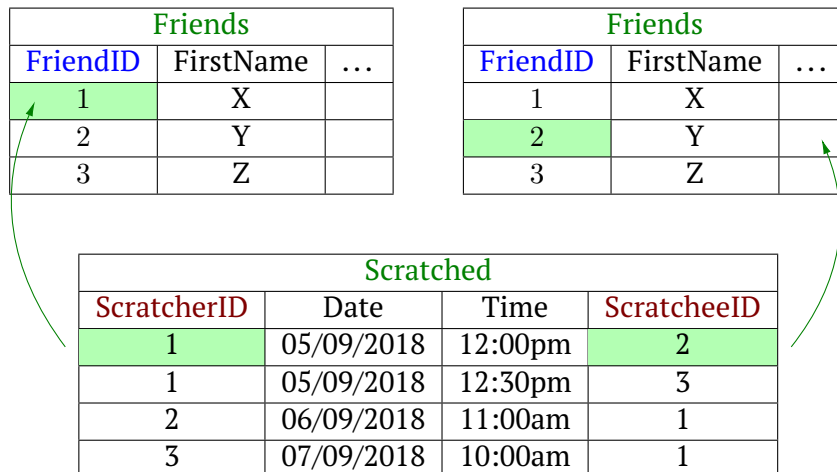 Friends
FriendID FirstName ...
1 X
2 Y
3 Z
Friends
FriendID FirstName ...
1 X
2 Y
3 Z
Scratched
ScratcherID Date Time ScratcheeID
1 05/09/2018 12:00pm 2
1 05/09/2018 12:30pm 3
2 06/09/2018 11:00am 1
3 07/09/2018 10:00am 1